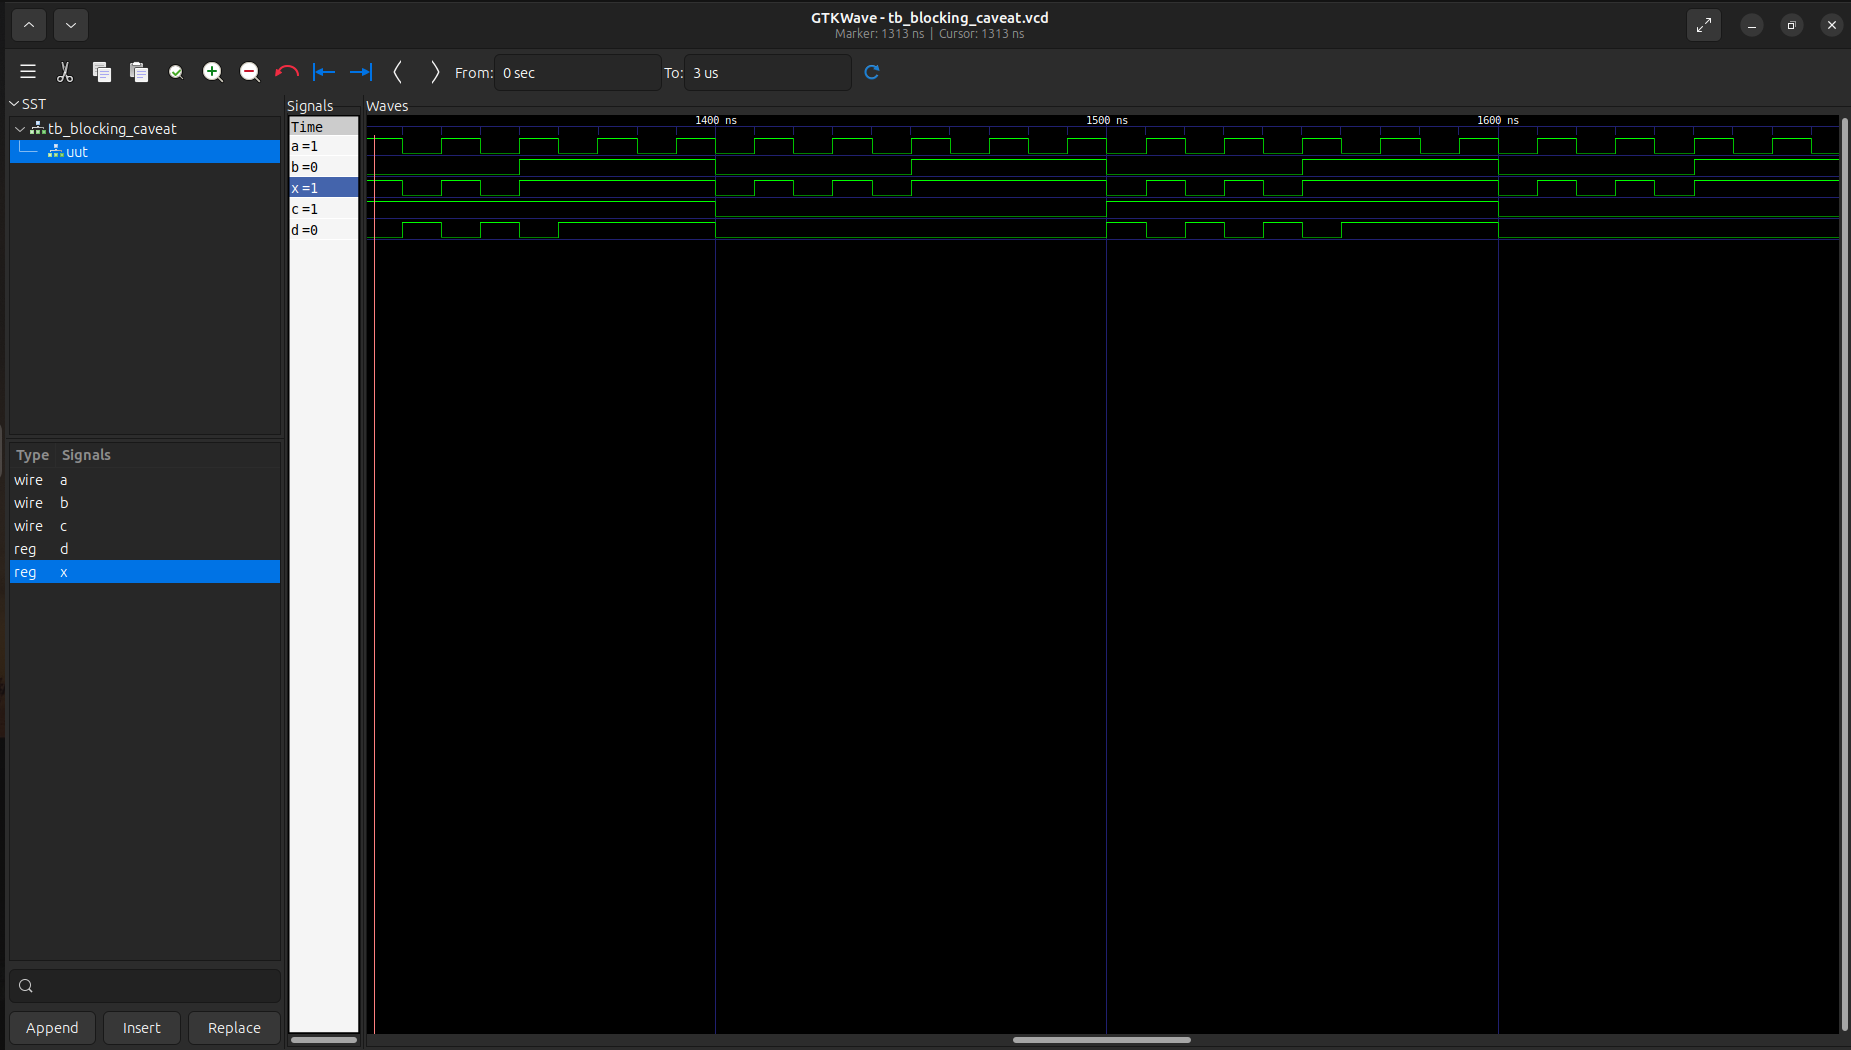 GTKWave - tb_blocking_caveat.vcd
Marker: 1313 ns | Cursor: 1313 ns
From: 0 sec To: 3 us
SST
tb_blocking_caveat
uut
Type Signals
wire a
wire b
wire c
reg d
reg x
Append Insert Replace
Signals
Time
a=1
b=0
x=1
c=1
d=0
Waves
1400 ns 1500 ns 1600 ns